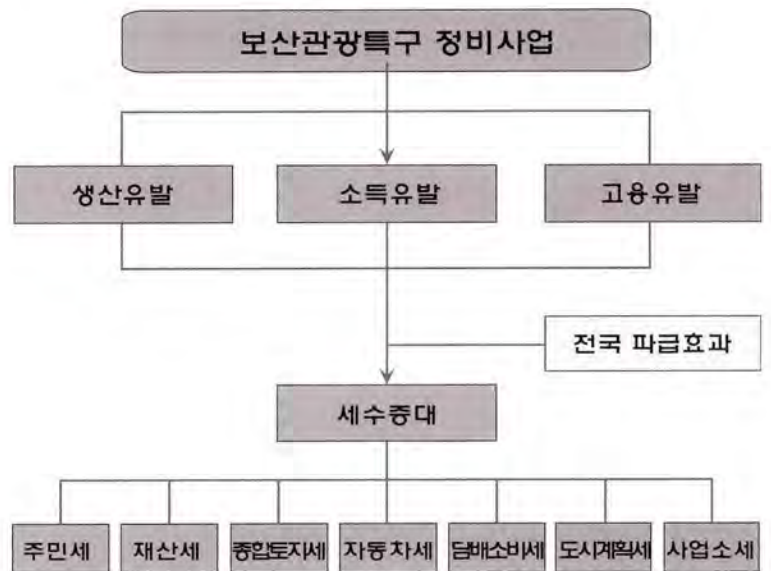 보산관광특구 정비사업
생산유발
소득유발
고용유발
전국 파급효과
세수증대
주민세
재산세
종합토지세
자동차세
담배소비세
도시계획세
사업소세